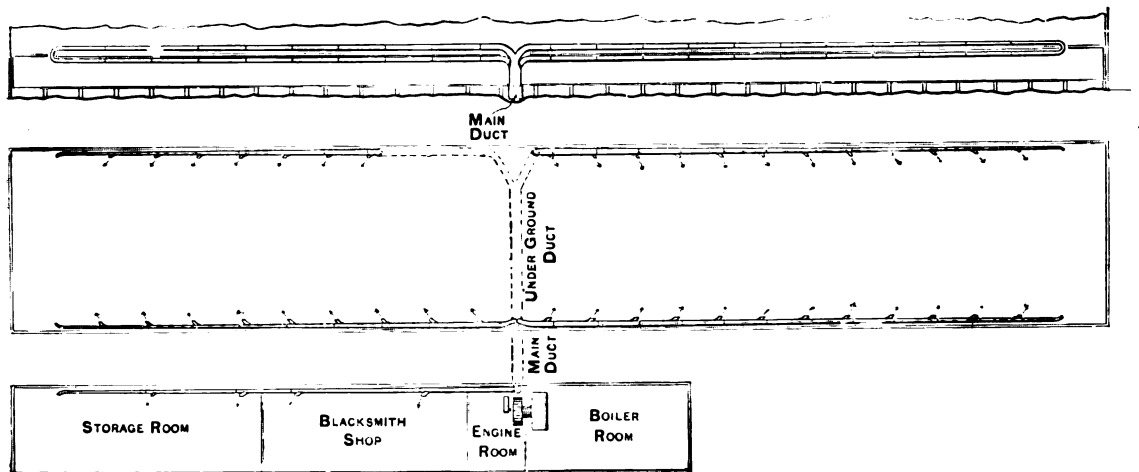 MAIN
DUCT
UNDER GROUND
DUCT
MAIN
DUCT
STORAGE ROOM
BLACKSMITH
SHOP
ENGINE
ROOM
BOILER
ROOM